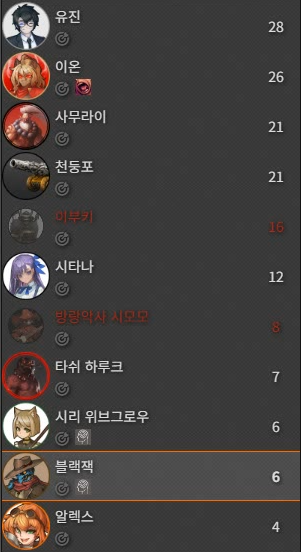 유진
28
이온
26
사무라이
21
천둥포
21
이부키
16
시타나
12
방랑악사 시모모
8
타쉬 하루크
7
시리 위브그로우
6
블랙잭
6
알렉스
4